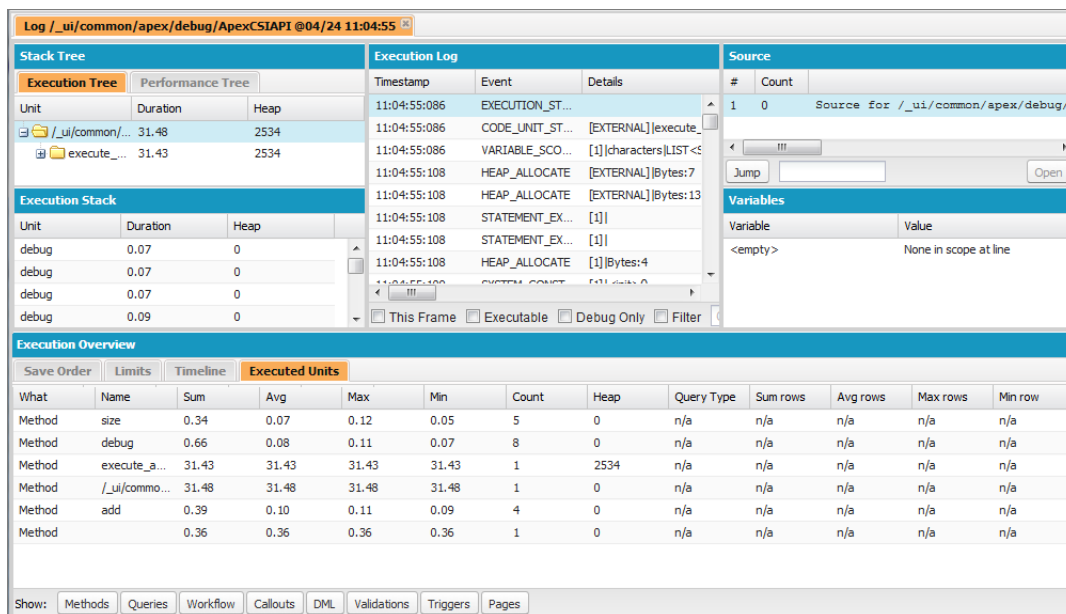 Log /_ui/common/apex/debug/ApexCSIAPI @04/24 11:04:55
Stack Tree
Execution Tree Performance Tree
Unit Duration Heap
/_ui/common/... 31.48 2534
execute_... 31.43 2534
Execution Stack
Unit Duration Heap
debug 0.07 0
debug 0.07 0
debug 0.07 0
debug 0.09 0
Execution Log
Timestamp Event Details
11:04:55:086 EXECUTION_ST...
11:04:55:086 CODE_UNIT_ST... [EXTERNAL]|execute_
11:04:55:086 VARIABLE_SCO... [1]|characters|LIST<S
11:04:55:086 HEAP_ALLOCATE [EXTERNAL]|Bytes:7
11:04:55:086 HEAP_ALLOCATE [EXTERNAL]|Bytes:13
11:04:55:108 STATEMENT_EX... [1]|
11:04:55:108 STATEMENT_EX... [1]|
11:04:55:108 HEAP_ALLOCATE [1]|Bytes:4
This Frame Executable Debug Only Filter
Source
# Count
1 0 Source for /_ui/common/apex/debug/
Jump Open
Variables
Variable Value
<empty> None in scope at line
Execution Overview
Save Order Limits Timeline Executed Units
What Name Sum Avg Max Min Count Heap Query Type Sum rows Avg rows Max rows Min row
Method size 0.34 0.07 0.12 0.05 5 0 n/a n/a n/a n/a n/a
Method debug 0.66 0.08 0.11 0.07 8 0 n/a n/a n/a n/a n/a
Method execute_a... 31.43 31.43 31.43 31.43 1 2534 n/a n/a n/a n/a n/a
Method /_ui/commo... 31.48 31.48 31.48 31.48 1 0 n/a n/a n/a n/a n/a
Method add 0.39 0.10 0.11 0.09 4 0 n/a n/a n/a n/a n/a
Method 0.36 0.36 0.36 0.36 1 0 n/a n/a n/a n/a n/a
Show: Methods Queries Workflow Callouts DML Validations Triggers Pages